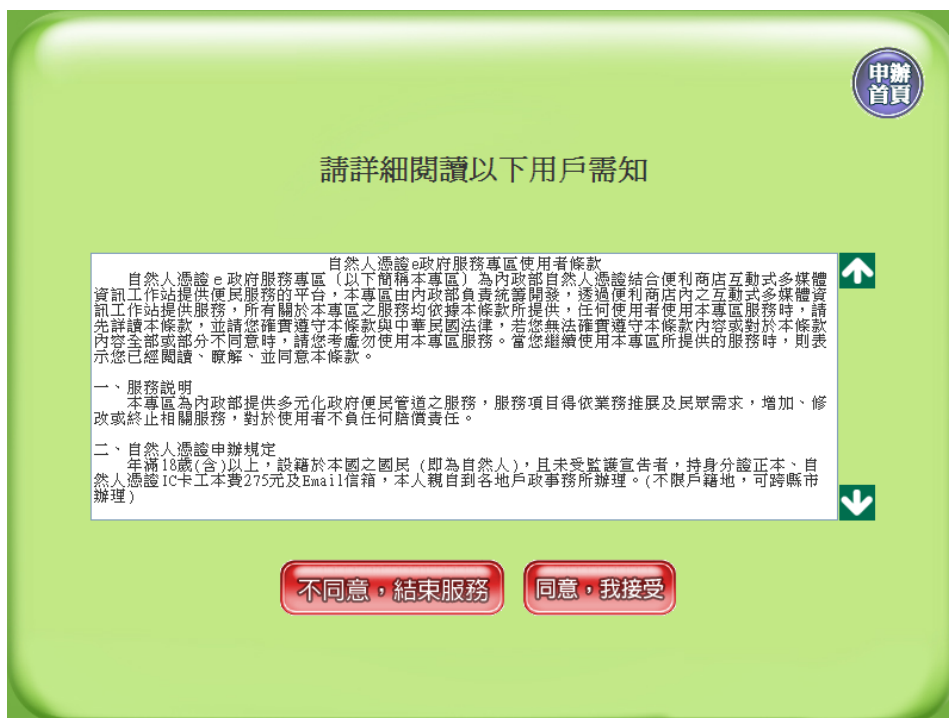 申辦
首頁
請詳細閱讀以下用戶需知
自然人憑證e政府服務專區使用者條款
自然人憑證ｅ政府服務專區（以下簡稱本專區）為內政部自然人憑證結合便利商店互動式多媒體
資訊工作站提供便民服務的平台，本專區由內政部負責統籌開發，透過便利商店內之互動式多媒體資
訊工作站提供服務，所有關於本專區之服務均依據本條款所提供，任何使用者使用本專區服務時，請
先詳讀本條款，並請您確實遵守本條款與中華民國法律，若您無法確實遵守本條款內容或對於本條款
內容全部或部分不同意時，請您考慮勿使用本專區服務。當您繼續使用本專區所提供的服務時，則表
示您已經閱讀、瞭解、並同意本條款。
一、服務説明
本專區為內政部提供多元化政府便民管道之服務，服務項目得依業務推展及民眾需求，增加、修
改或終止相關服務，對於使用者不負任何賠償責任。
二、自然人憑證申辦規定
年滿18歲(含)以上，設籍於本國之國民 (即為自然人)，且未受監護宣告者，持身分證正本、自
然人憑證IC卡工本費275元及Email信箱，本人親自到各地戶政事務所辦理。(不限戶籍地，可跨縣市
辦理)
不同意，結束服務
同意，我接受